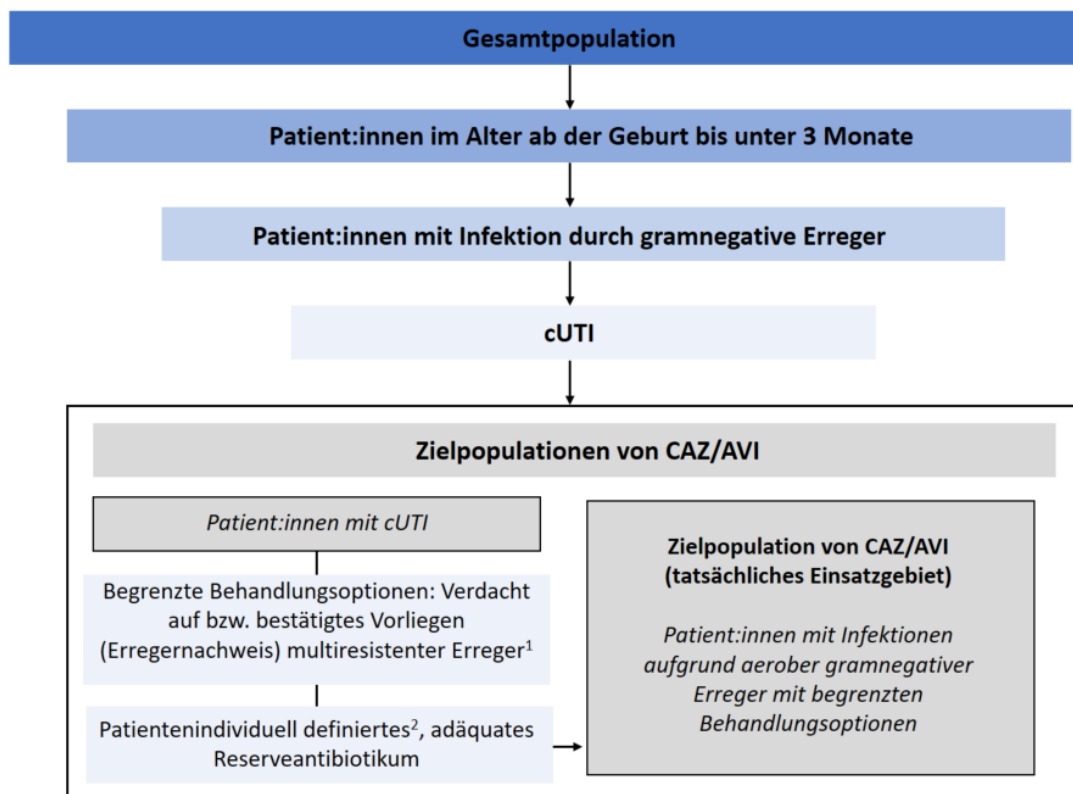 Gesamtpopulation
Patient:innen im Alter ab der Geburt bis unter 3 Monate
Patient:innen mit Infektion durch gramnegative Erreger
cUTI
Zielpopulationen von CAZ/AVI
Patient:innen mit cUTI
Begrenzte Behandlungsoptionen: Verdacht
auf bzw. bestätigtes Vorliegen
(Erregernachweis) multiresistenter Erreger¹
Patientenindividuell definiertes², adäquates
Reserveantibiotikum
Zielpopulation von CAZ/AVI
(tatsächliches Einsatzgebiet)
Patient:innen mit Infektionen
aufgrund aerober gramnegativer
Erreger mit begrenzten
Behandlungsoptionen